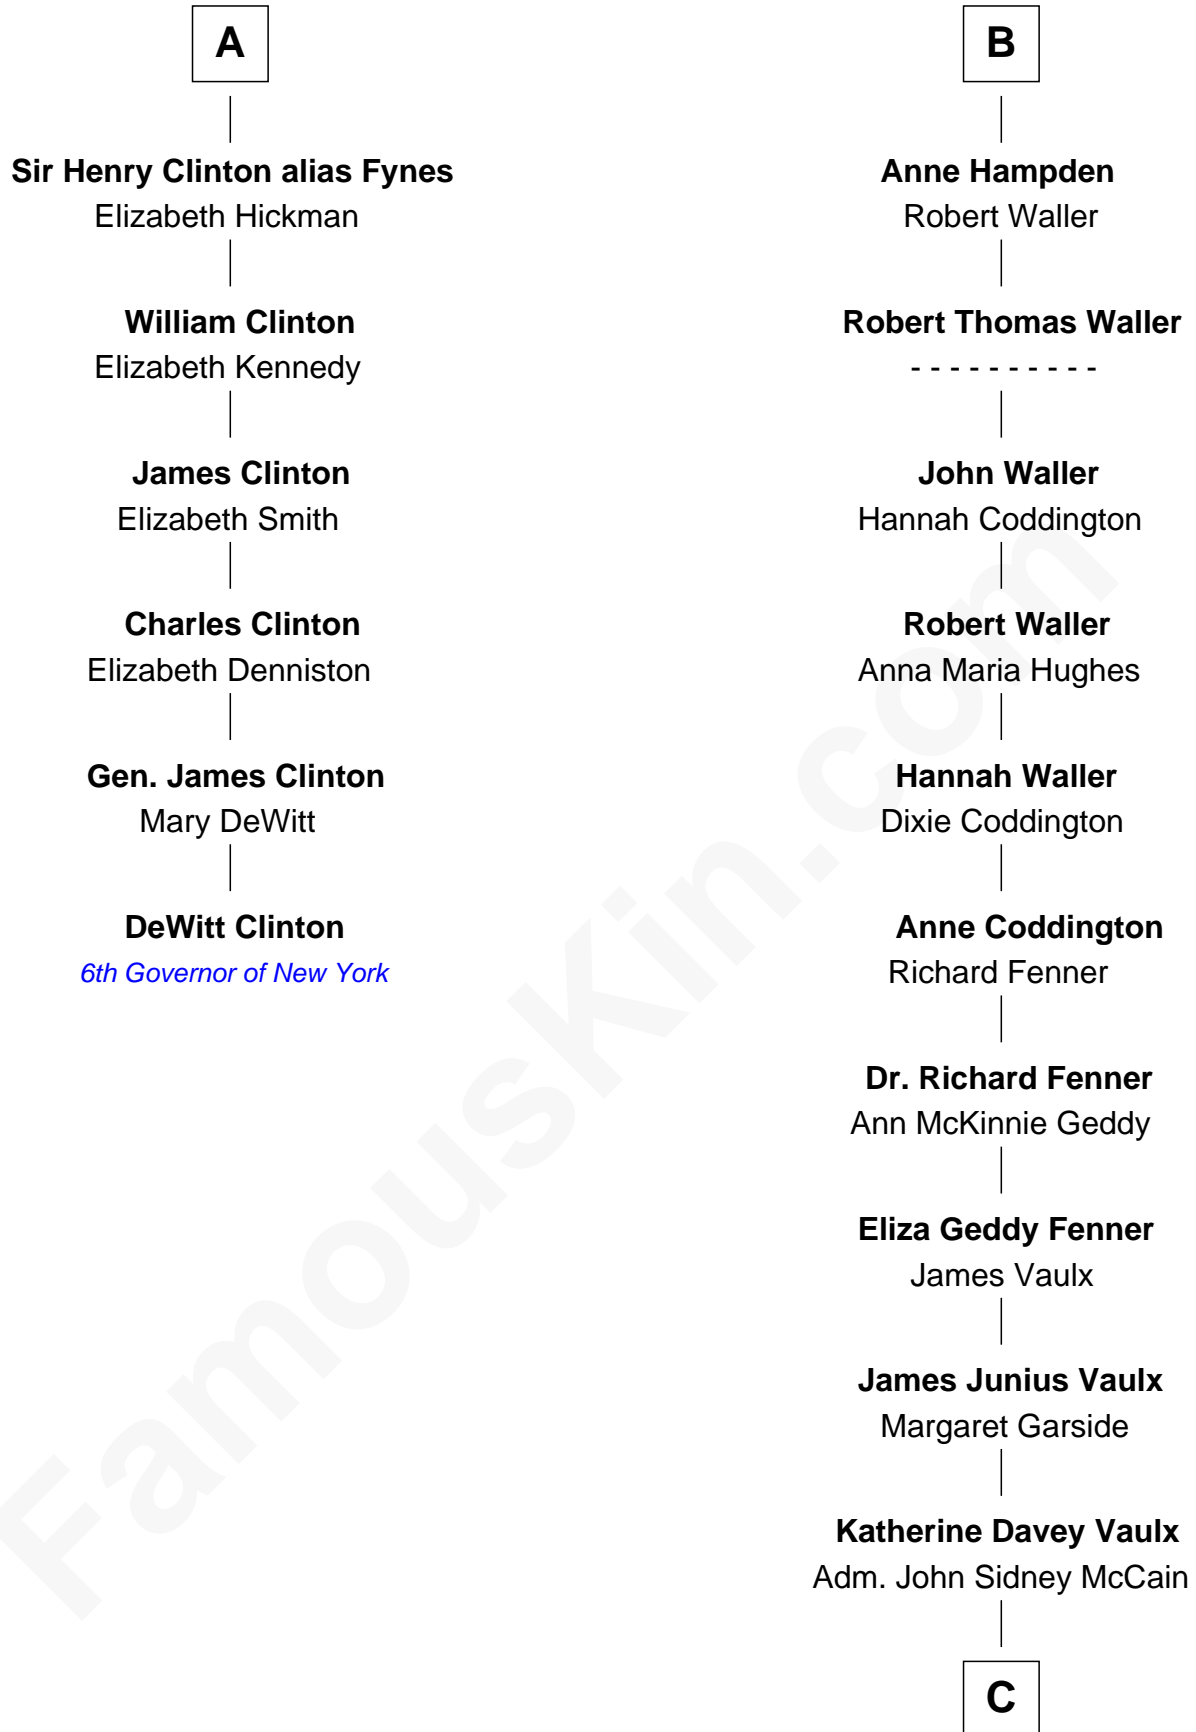 A
Sir Henry Clinton alias Fynes
Elizabeth Hickman
William Clinton
Elizabeth Kennedy
James Clinton
Elizabeth Smith
Charles Clinton
Elizabeth Denniston
Gen. James Clinton
Mary DeWitt
DeWitt Clinton
6th Governor of New York
B
Anne Hampden
Robert Waller
Robert Thomas Waller
- - - - - - - - - -
John Waller
Hannah Coddington
Robert Waller
Anna Maria Hughes
Hannah Waller
Dixie Coddington
Anne Coddington
Richard Fenner
Dr. Richard Fenner
Ann McKinnie Geddy
Eliza Geddy Fenner
James Vaulx
James Junius Vaulx
Margaret Garside
Katherine Davey Vaulx
Adm. John Sidney McCain
C
FamousKin.com